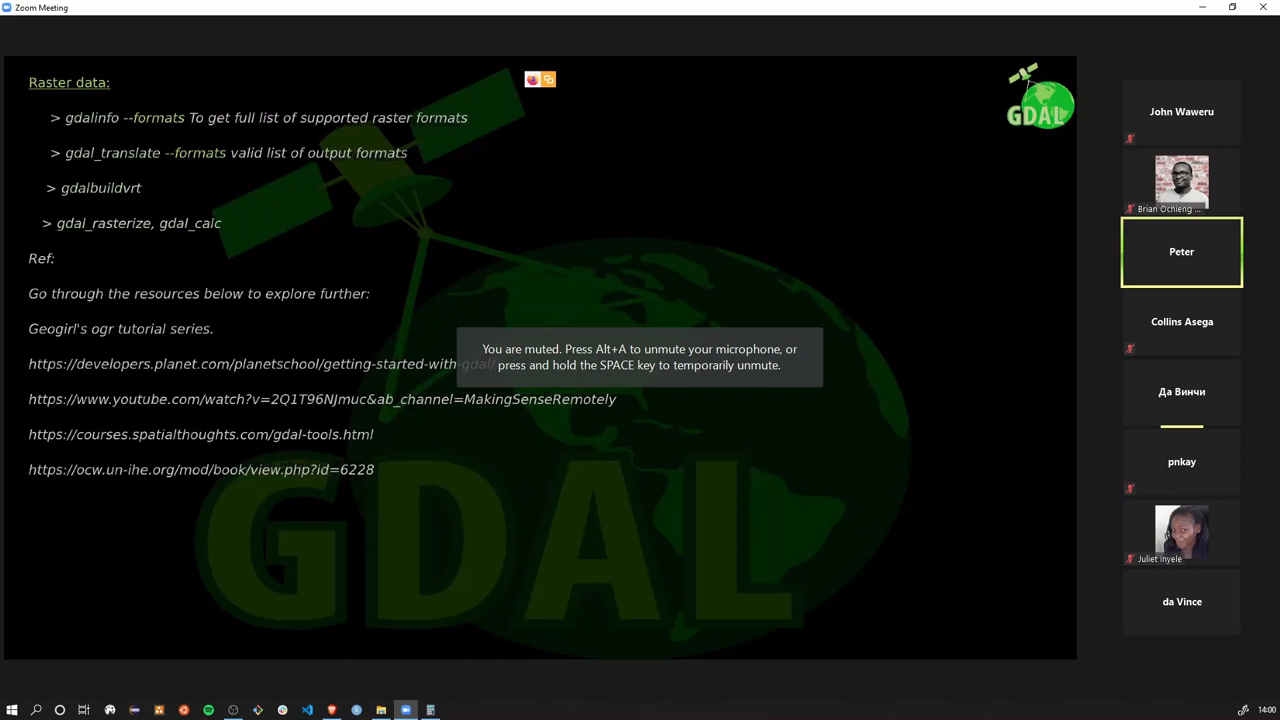 Zoom Meeting
Raster data:
> gdalinfo --formats To get full list of supported raster formats
> gdal_translate --formats valid list of output formats
> gdalbuildvrt
> gdal_rasterize, gdal_calc
Ref:
Go through the resources below to explore further:
Geogirl's ogr tutorial series.
https://developers.planet.com/planetschool/getting-started-with-gdal/
https://www.youtube.com/watch?v=2Q1T96NJmuc&ab_channel=MakingSenseRemotely
https://courses.spatialthoughts.com/gdal-tools.html
https://ocw.un-ihe.org/mod/book/view.php?id=6228
You are muted. Press Alt+A to unmute your microphone, or
press and hold the SPACE key to temporarily unmute.
GDAL
GDAL
John Waweru
Brian Ochieng ...
Peter
Collins Asega
Да Винчи
pnkay
Juliet Inyele
da Vince
14:00